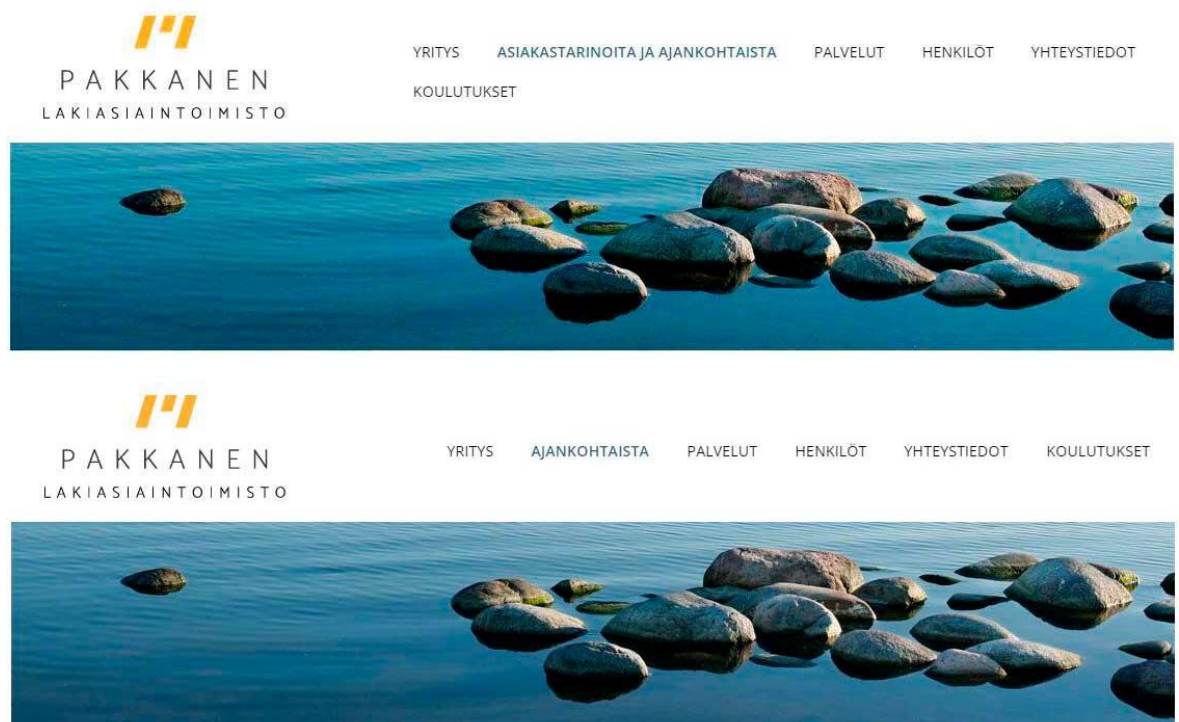 PAKKANEN
LAKIASIAINTOIMISTO
YRITYS ASIAKASTARINOITA JA AJANKOHTAISTA PALVELUT HENKILÖT YHTEYSTIEDOT
KOULUTUKSET
PAKKANEN
LAKIASIAINTOIMISTO
YRITYS AJANKOHTAISTA PALVELUT HENKILÖT YHTEYSTIEDOT KOULUTUKSET